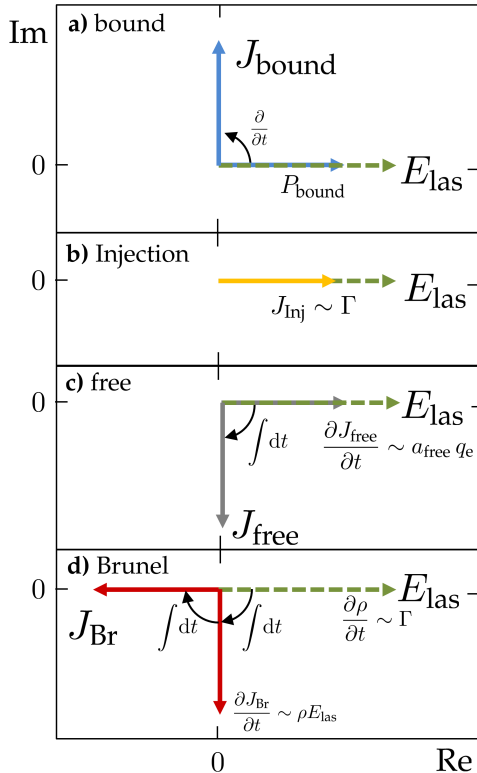 Im
a) bound
J_bound
∂/∂t
0
P_bound
E_las
b) Injection
0
E_las
J_Inj ∼ Γ
c) free
0
E_las
∫ dt
∂J_free/∂t ∼ a_free q_e
J_free
d) Brunel
0
E_las
J_Br
∫ dt
∫ dt
∂ρ/∂t ∼ Γ
∂J_Br/∂t ∼ ρE_las
0
Re